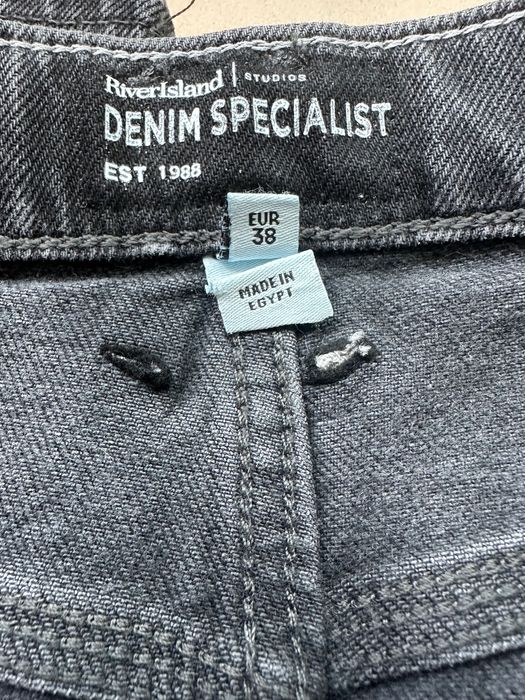 RiverIsland | STUDIOS
DENIM SPECIALIST
EST 1988
EUR
38
MADE IN
EGYPT